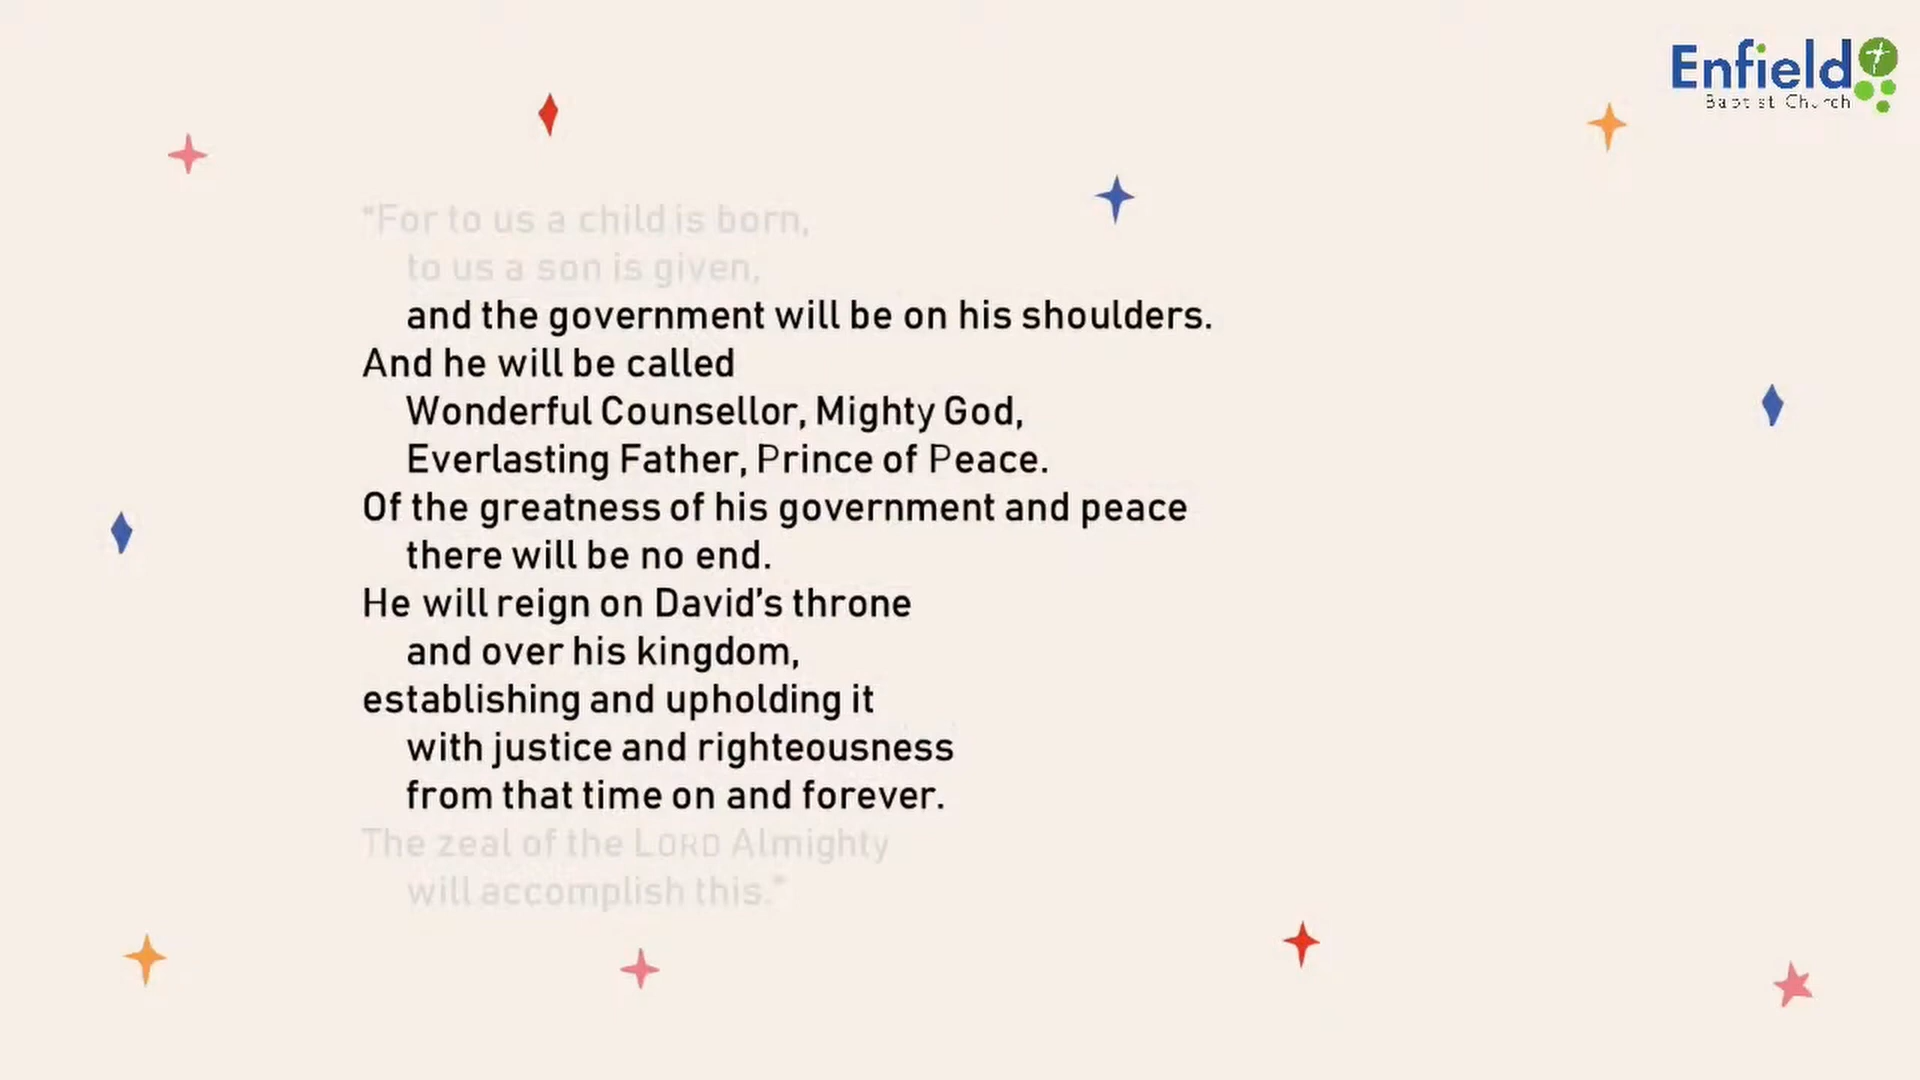 Enfield
Baptist Church
“For to us a child is born,
to us a son is given,
and the government will be on his shoulders.
And he will be called
Wonderful Counsellor, Mighty God,
Everlasting Father, Prince of Peace.
Of the greatness of his government and peace
there will be no end.
He will reign on David’s throne
and over his kingdom,
establishing and upholding it
with justice and righteousness
from that time on and forever.
The zeal of the LORD Almighty
will accomplish this.”